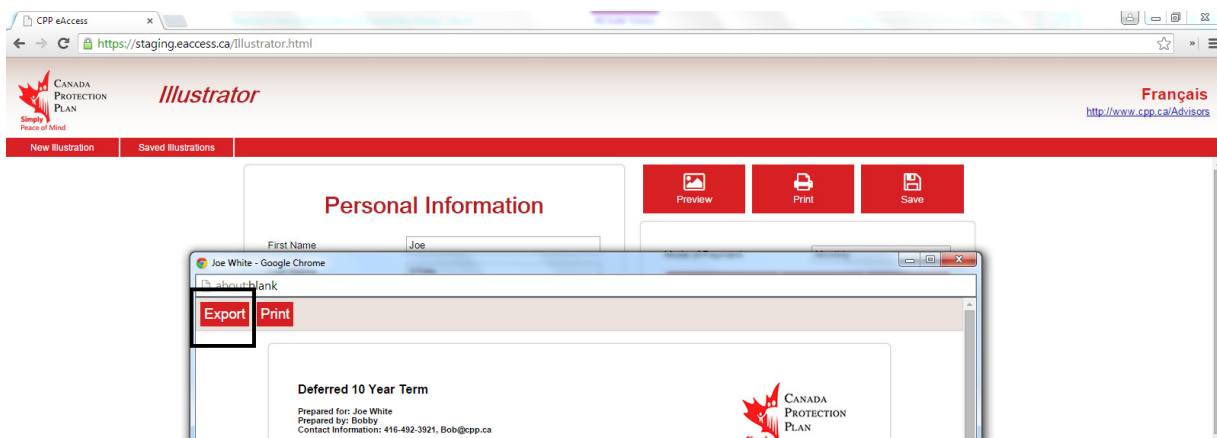 CPP eAccess
https://staging.eaccess.ca/Illustrator.html
CANADA
PROTECTION
PLAN
Simply
Peace of Mind
Illustrator
Français
http://www.cpp.ca/Advisors
New Illustration
Saved Illustrations
Personal Information
Preview
Print
Save
First Name
Joe
Joe White - Google Chrome
about:blank
Export
Print
Deferred 10 Year Term
Prepared for: Joe White
Prepared by: Bobby
Contact Information: 416-492-3921, Bob@cpp.ca
CANADA
PROTECTION
PLAN